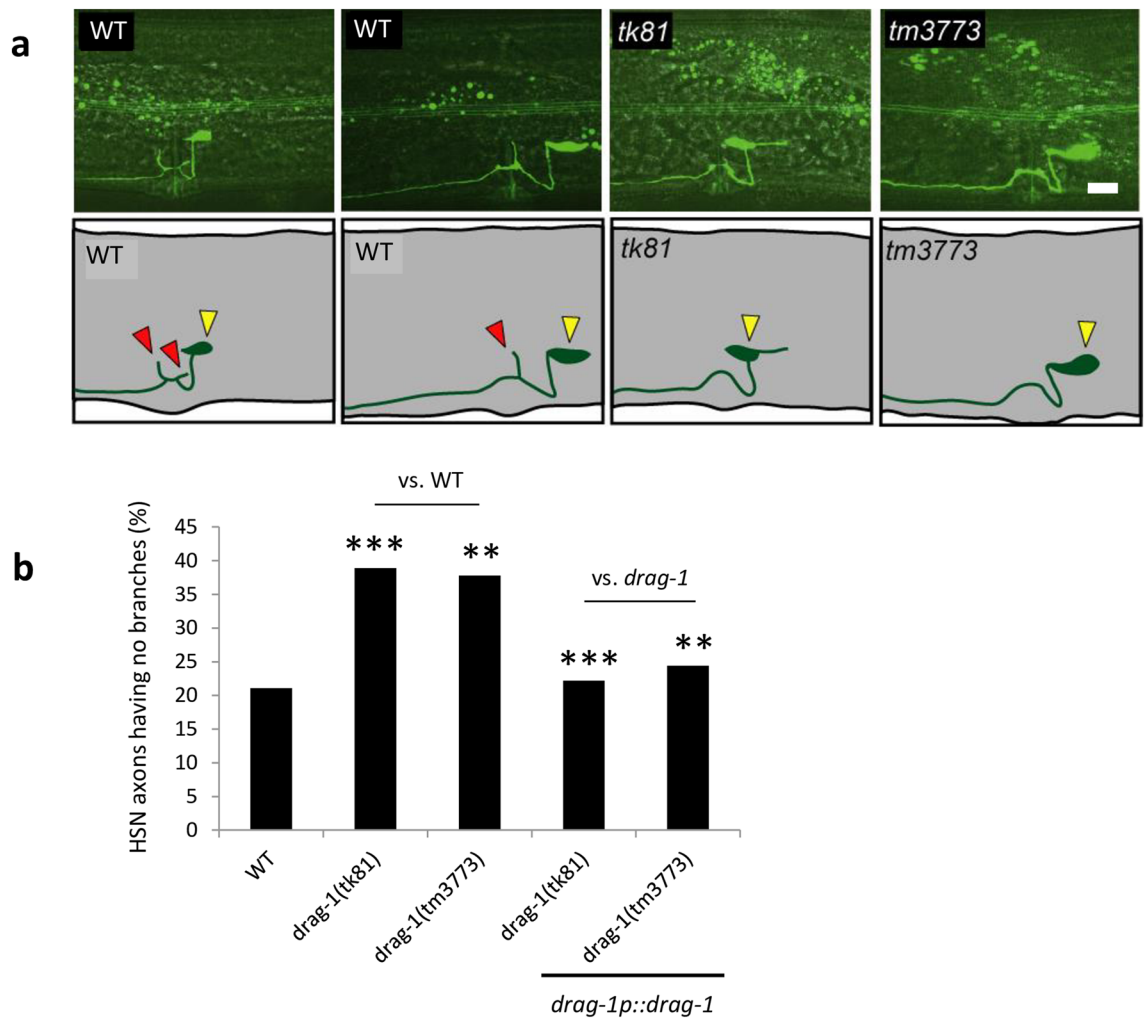 a
WT
WT
tk81
tm3773
WT
WT
tk81
tm3773
b
HSN axons having no branches (%)
45
40
35
30
25
20
15
10
5
0
vs. WT
***
**
vs. drag-1
***
**
WT
drag-1(tk81)
drag-1(tm3773)
drag-1(tk81)
drag-1(tm3773)
drag-1p::drag-1